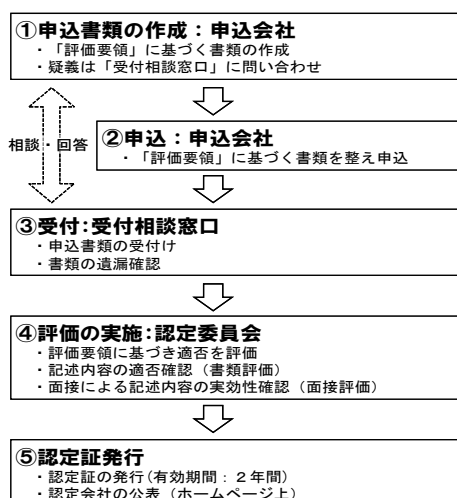 ①申込書類の作成：申込会社
・「評価要領」に基づく書類の作成
・疑義は「受付相談窓口」に問い合わせ
相談・回答
②申込：申込会社
・「評価要領」に基づく書類を整え申込
③受付：受付相談窓口
・申込書類の受付け
・書類の遺漏確認
④評価の実施：認定委員会
・評価要領に基づき適否を評価
・記述内容の適否確認（書類評価）
・面接による記述内容の実効性確認（面接評価）
⑤認定証発行
・認定証の発行(有効期間：２年間)
・認定会社の公表（ホームページ上）